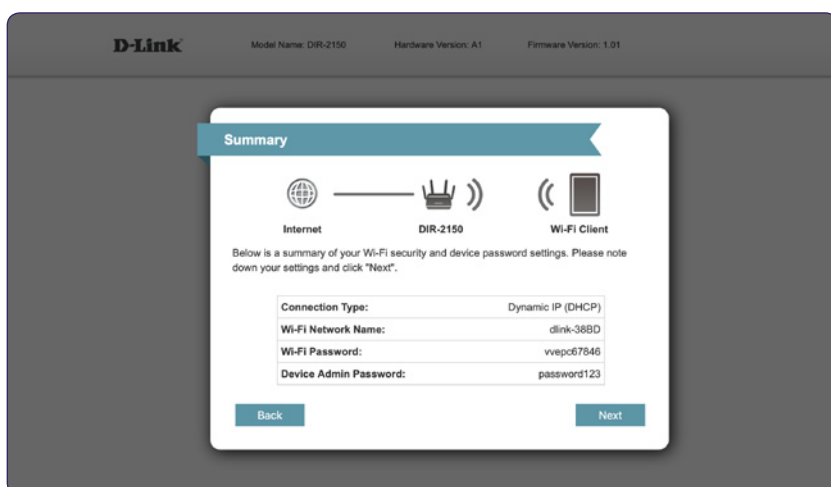 D-Link
Model Name: DIR-2150 Hardware Version: A1 Firmware Version: 1.01
Summary
Internet DIR-2150 Wi-Fi Client
Below is a summary of your Wi-Fi security and device password settings. Please note
down your settings and click "Next".
Connection Type: Dynamic IP (DHCP)
Wi-Fi Network Name: dlink-38BD
Wi-Fi Password: vvepc67846
Device Admin Password: password123
Back Next